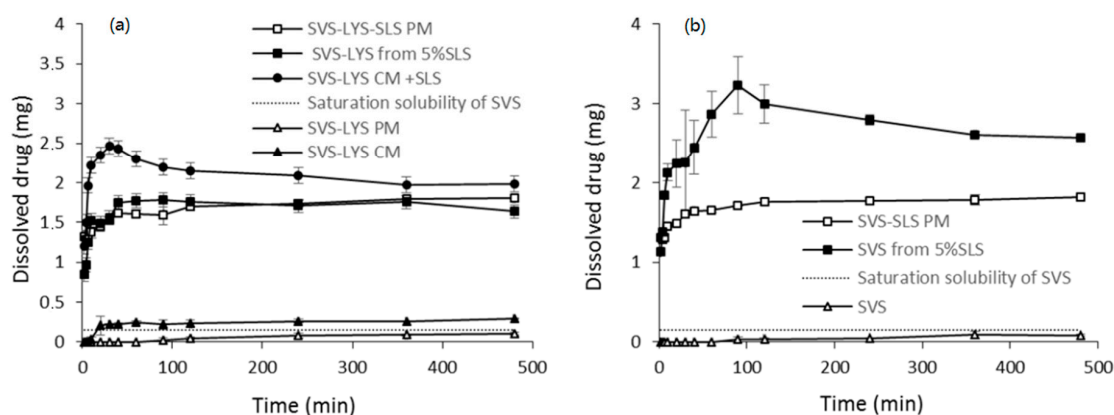 (a)
4
3.5
3
2.5
2
1.5
1
0.5
0
Dissolved drug (mg)
SVS-LYS-SLS PM
SVS-LYS from 5%SLS
SVS-LYS CM +SLS
Saturation solubility of SVS
SVS-LYS PM
SVS-LYS CM
0 100 200 300 400 500
Time (min)
(b)
4
3
2
1
0
Dissolved drug (mg)
SVS-SLS PM
SVS from 5%SLS
Saturation solubility of SVS
SVS
0 100 200 300 400 500
Time (min)